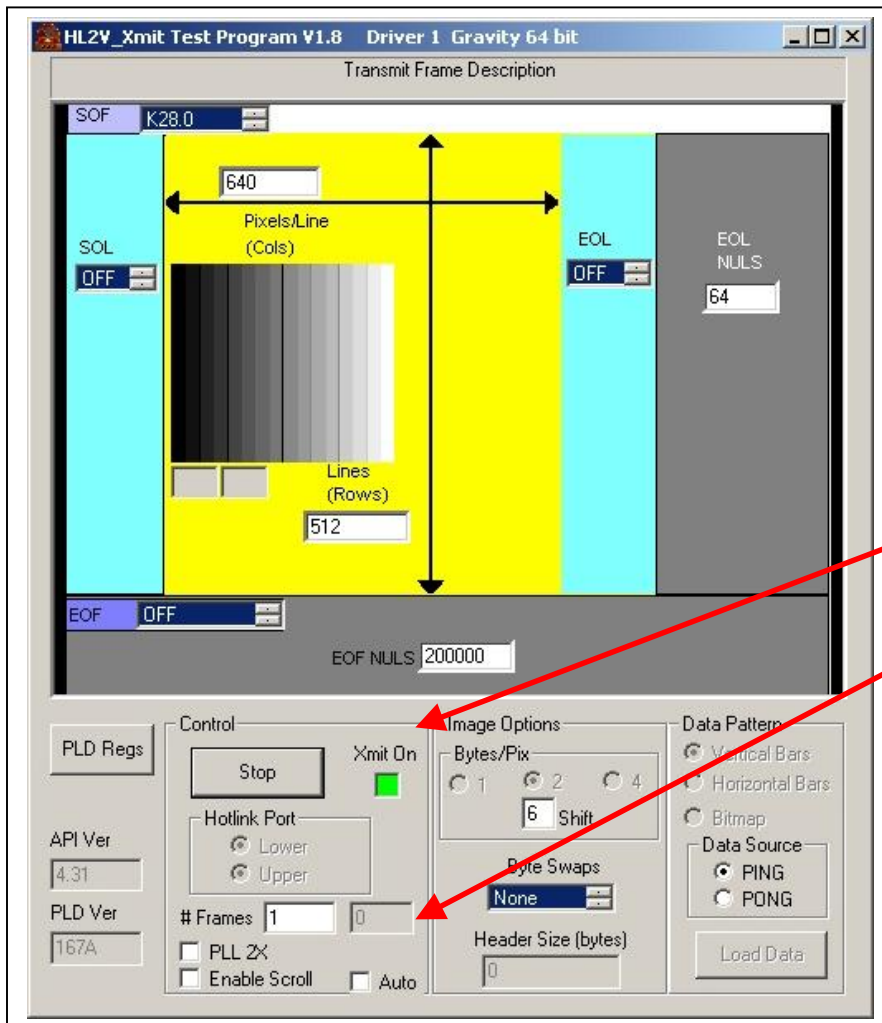 HL2V_Xmit Test Program V1.8 Driver 1 Gravity 64 bit
Transmit Frame Description
SOF K28.0
640
Pixels/Line
(Cols)
SOL
OFF
EOL
OFF
EOL
NULS
64
Lines
(Rows)
512
EOF OFF
EOF NULS 200000
PLD Regs
API Ver
4.31
PLD Ver
167A
Control
Stop
Xmit On
Hotlink Port
Lower
Upper
# Frames 1 0
PLL 2X
Enable Scroll
Auto
Image Options
Bytes/Pix
1 2 4
6 Shift
Byte Swaps
None
Header Size (bytes)
0
Data Pattern
Vertical Bars
Horizontal Bars
Bitmap
Data Source
PING
PONG
Load Data